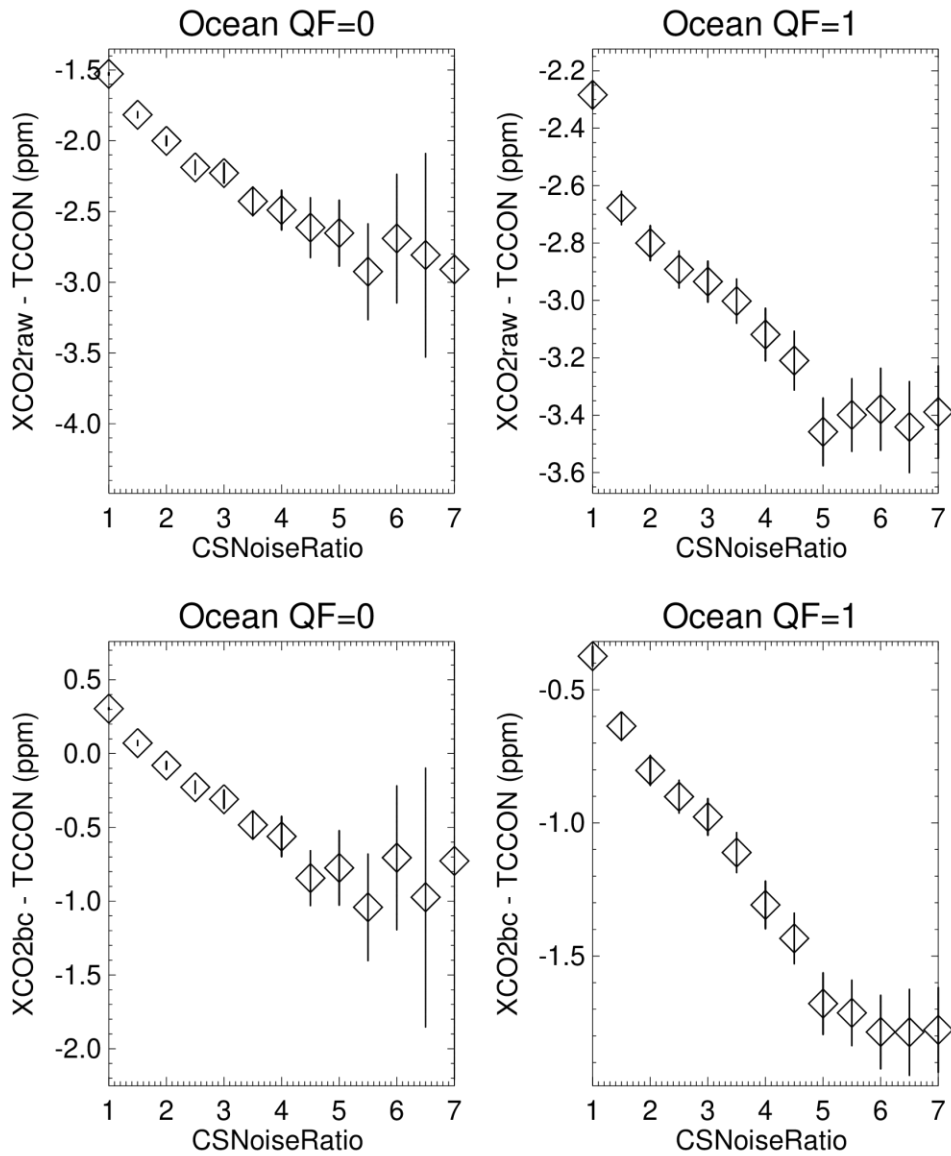 Ocean QF=0
XCO2raw - TCCON (ppm)
-1.5
-2.0
-2.5
-3.0
-3.5
-4.0
1 2 3 4 5 6 7
CSNoiseRatio
Ocean QF=1
XCO2raw - TCCON (ppm)
-2.2
-2.4
-2.6
-2.8
-3.0
-3.2
-3.4
-3.6
1 2 3 4 5 6 7
CSNoiseRatio
Ocean QF=0
XCO2bc - TCCON (ppm)
0.5
0.0
-0.5
-1.0
-1.5
-2.0
1 2 3 4 5 6 7
CSNoiseRatio
Ocean QF=1
XCO2bc - TCCON (ppm)
-0.5
-1.0
-1.5
1 2 3 4 5 6 7
CSNoiseRatio